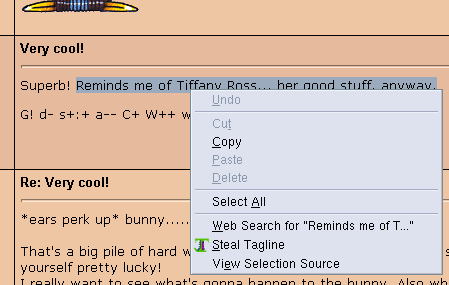 Very cool!
Superb! Reminds me of Tiffany Ross... her good stuff, anyway.
G! d- s+:+ a-- C+ W++ w
Undo
Cut
Copy
Paste
Delete
Select All
Web Search for "Reminds me of T..."
Steal Tagline
View Selection Source
Re: Very cool!
*ears perk up* bunny.....
That's a big pile of hard w
yourself pretty lucky!
I really want to see what's gonna happen to the bunny. Also wh